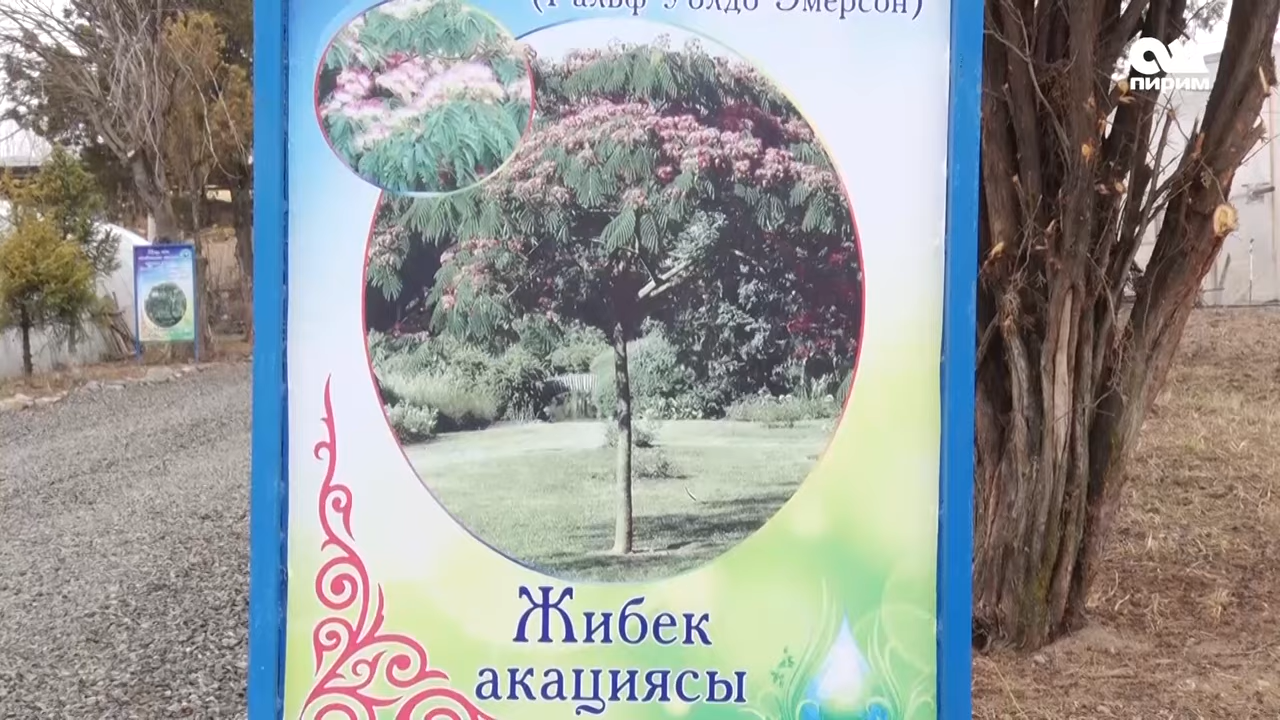 (Ральф Уолдо Эмерсон)
пирим
Жибек
акациясы